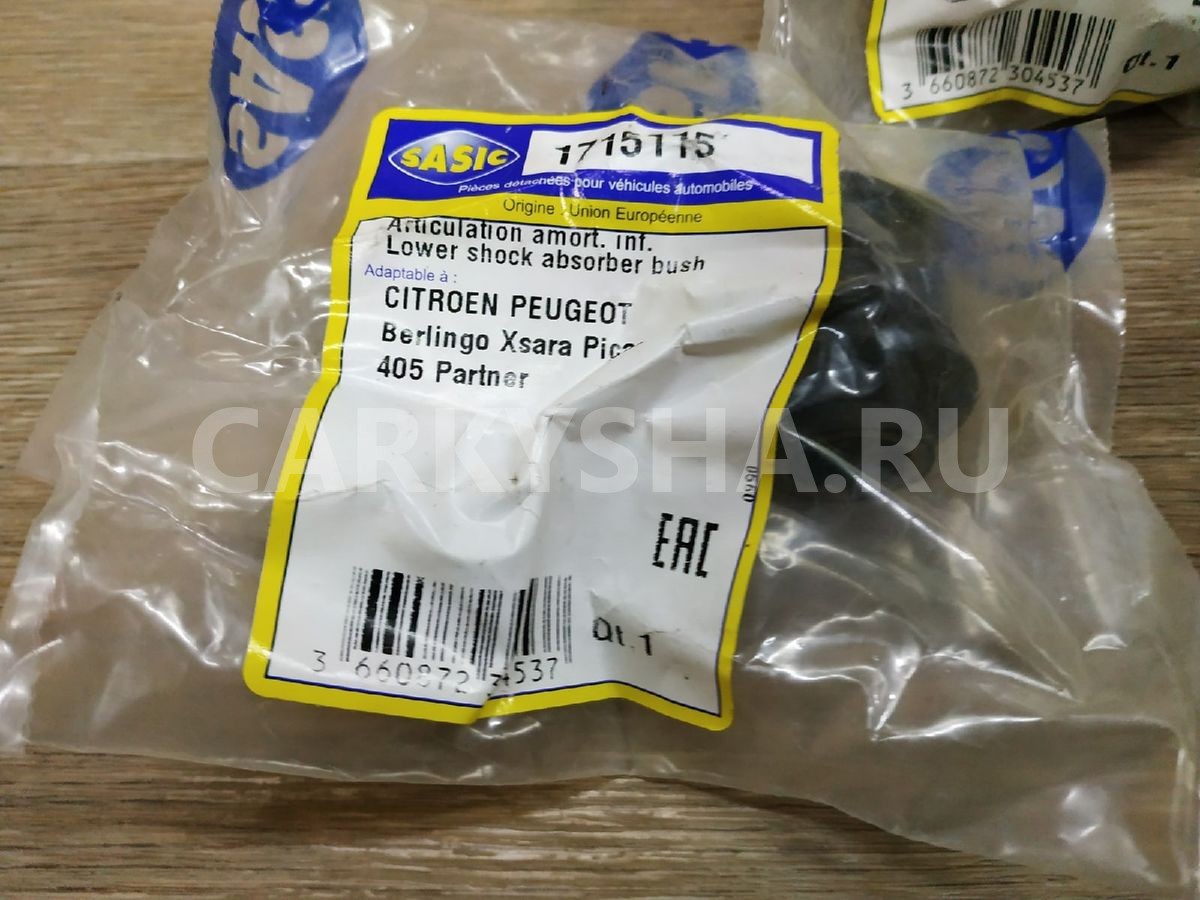 3 660872 304537
Qt.1
SASIC
1715115
Pièces détachées pour véhicules automobiles
Origine : Union Européenne
Articulation amort. inf.
Lower shock absorber bush
Adaptable à :
CITROEN PEUGEOT
Berlingo Xsara
405 Partner
CARKYSHA.RU
EAC
Qt.1
3 660872 537